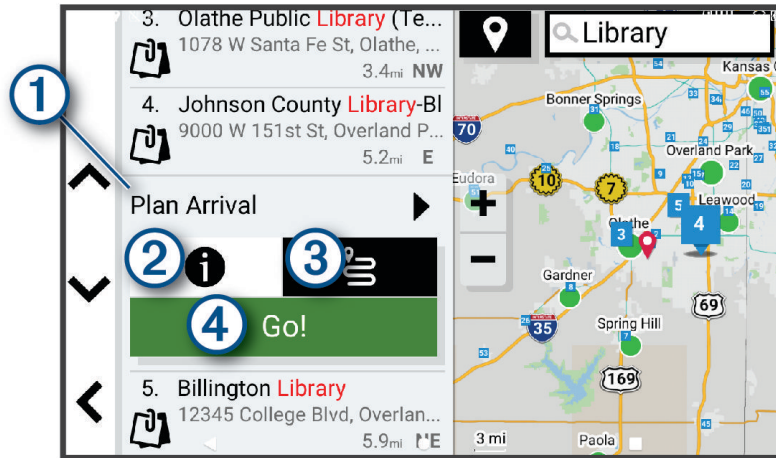 3. Olathe Public Library (Te...
1078 W Santa Fe St, Olathe, ...
3.4mi NW
4. Johnson County Library-Bl
9000 W 151st St, Overland P...
5.2mi E
1
Plan Arrival
2
3
4
Go!
5. Billington Library
12345 College Blvd, Overlan...
5.9mi NE
Library
Kansas C
Bonner Springs
70
Overland Park
Eudora
10
7
Leawood
5
4
Olathe
3
Gardner
69
35
Spring Hill
169
3 mi
Paola